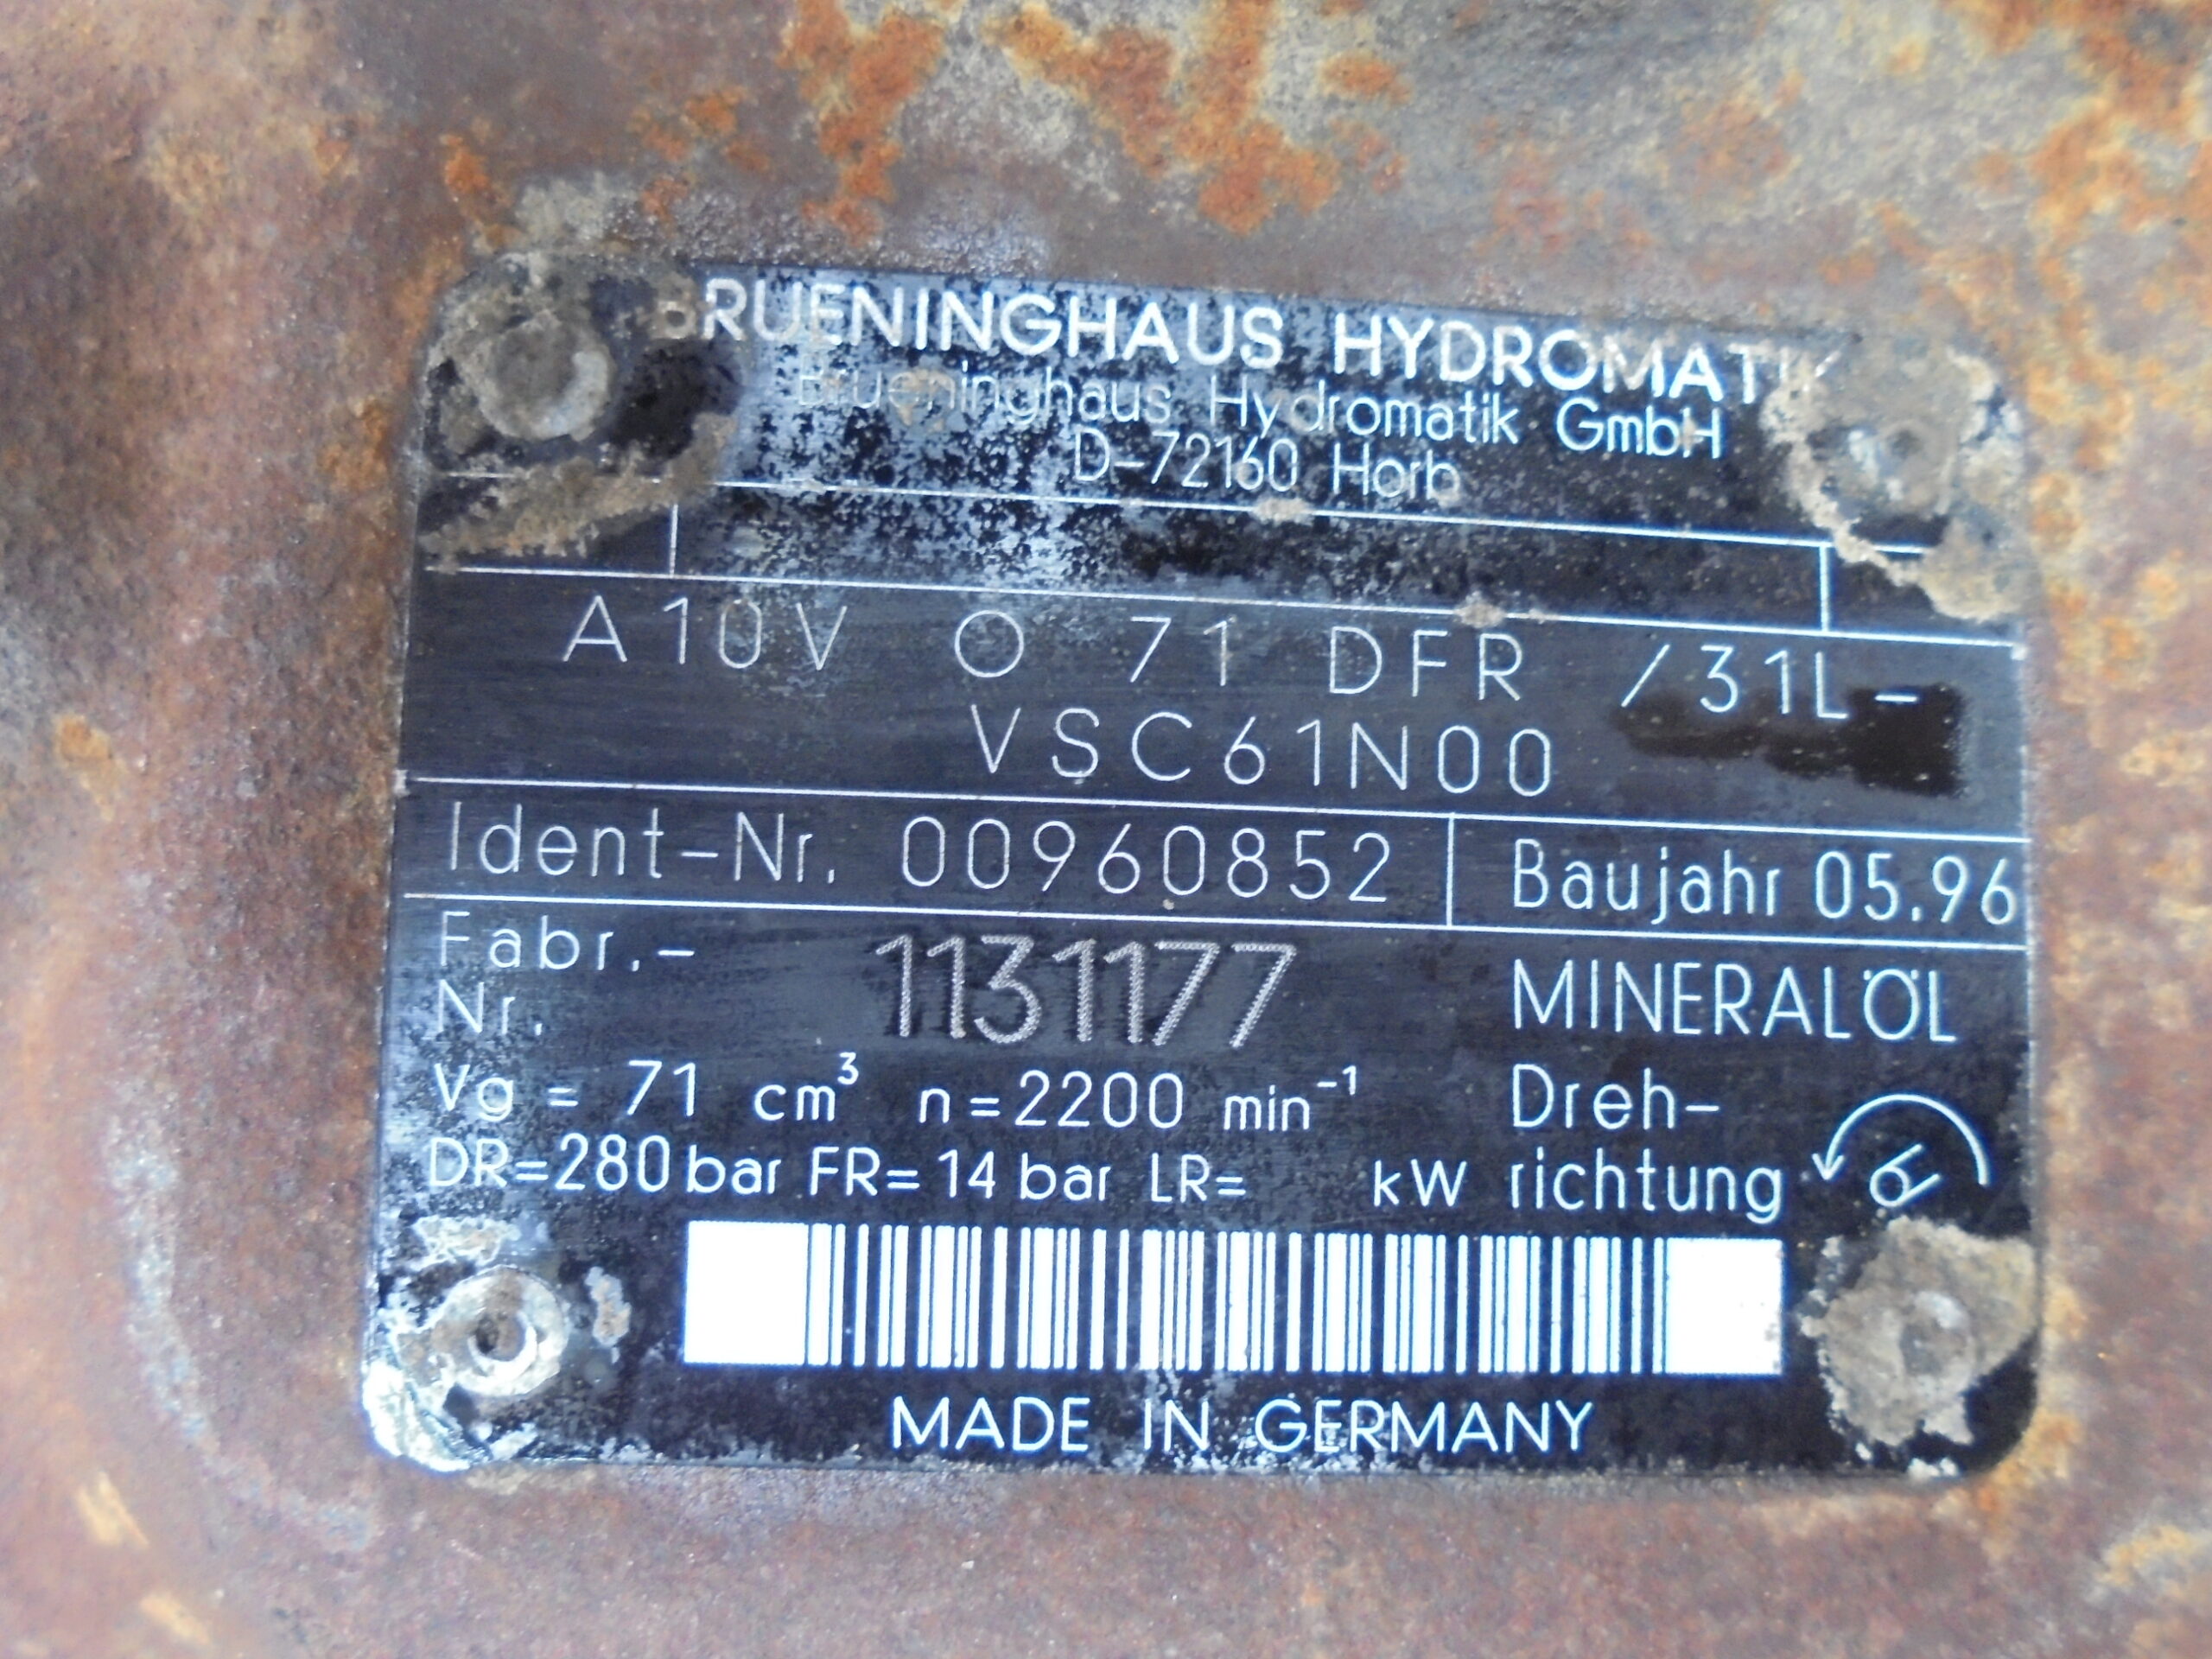 BRUENINGHAUS HYDROMATIK
Brueninghaus Hydromatik GmbH
D-72160 Horb
A10V O 71 DFR /31L-
VSC61N00
Ident-Nr. 00960852 Baujahr 05.96
Fabr.-
Nr. 1131177 MINERALÖL
Vg = 71 cm³ n=2200 min⁻¹ Dreh-
DR=280 bar FR=14 bar LR= kW richtung
MADE IN GERMANY